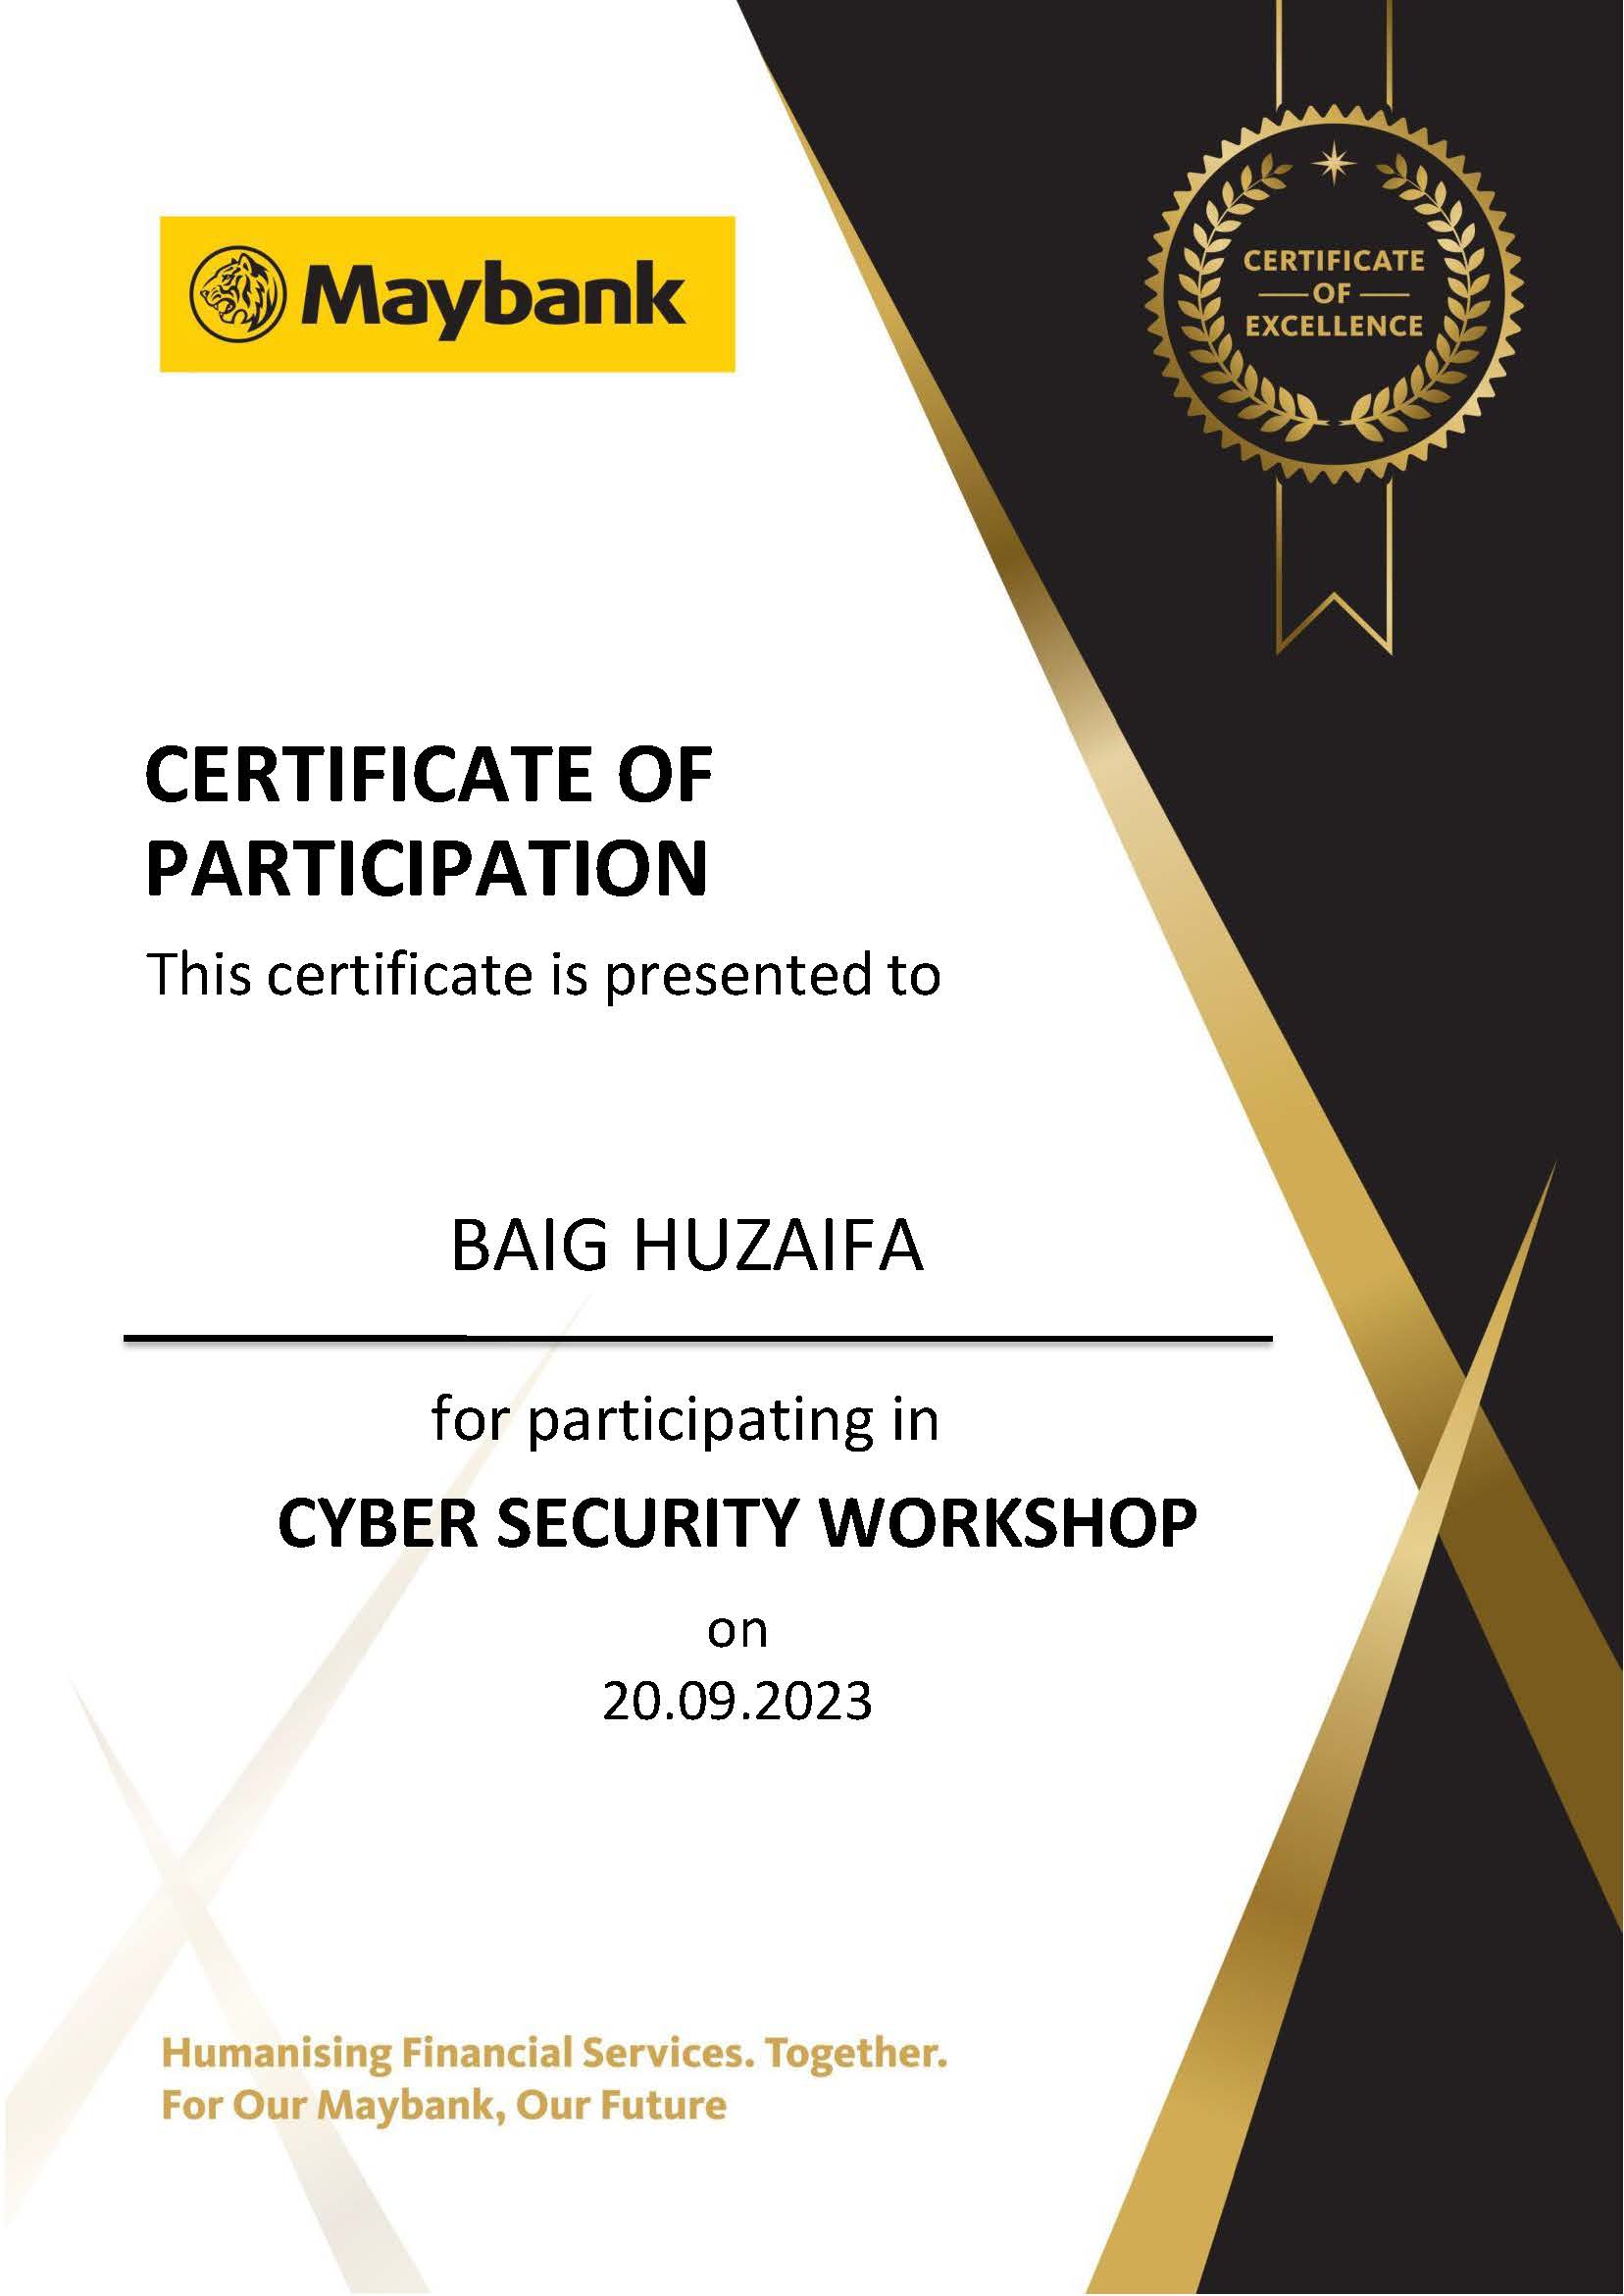 Maybank
CERTIFICATE
OF
EXCELLENCE
CERTIFICATE OF
PARTICIPATION
This certificate is presented to
BAIG HUZAIFA
for participating in
CYBER SECURITY WORKSHOP
on
20.09.2023
Humanising Financial Services. Together.
For Our Maybank, Our Future